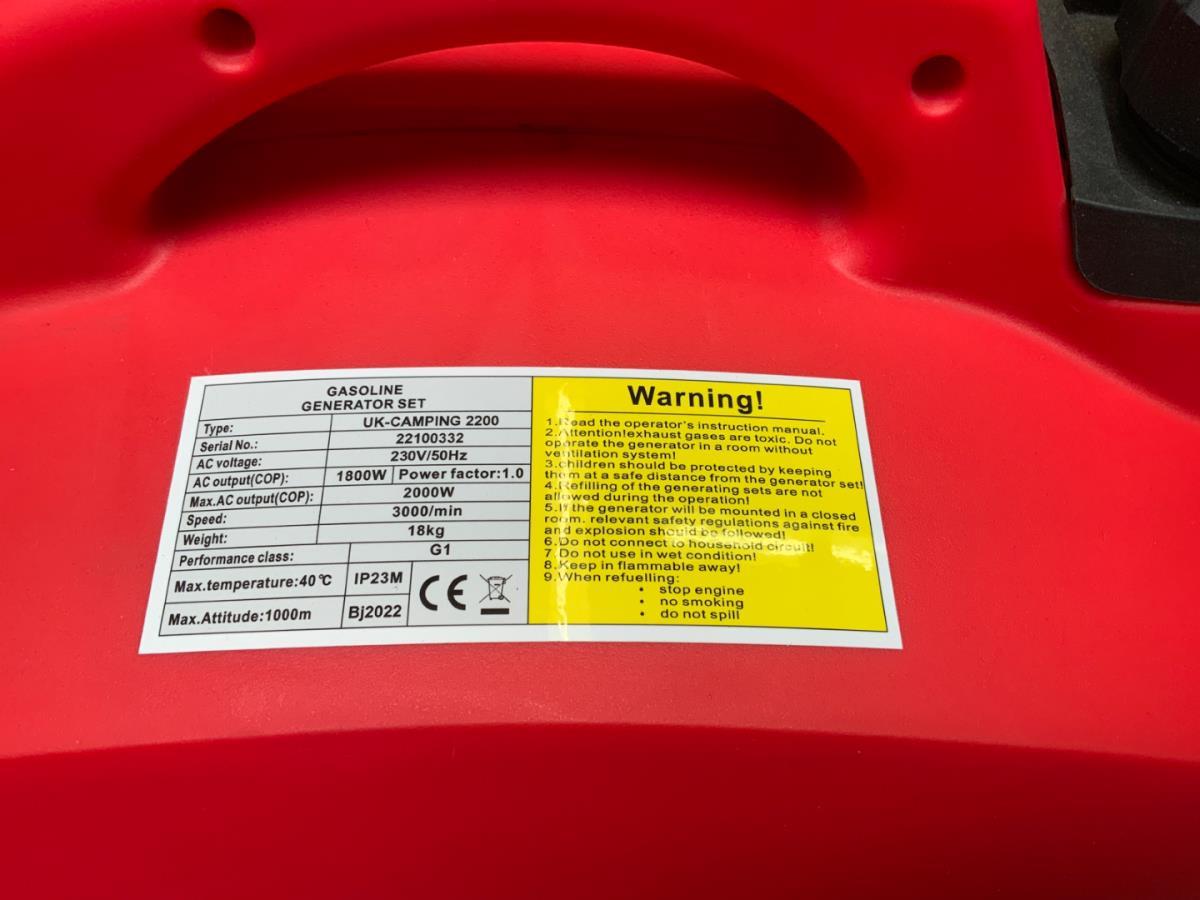 GASOLINE
GENERATOR SET
Type: UK-CAMPING 2200
Serial No.: 22100332
AC voltage: 230V/50Hz
AC output(COP): 1800W Power factor:1.0
Max.AC output(COP): 2000W
Speed: 3000/min
Weight: 18kg
Performance class: G1
Max.temperature:40℃ IP23M
Max.Attitude:1000m Bj2022
CE
Warning!
1.Read the operator's instruction manual.
2.Attention!exhaust gases are toxic. Do not
operate the generator in a room without
ventilation system!
3.children should be protected by keeping
them at a safe distance from the generator set!
4.Refilling of the generating sets are not
allowed during the operation!
5.If the generator will be mounted in a closed
room. relevant safety regulations against fire
and explosion should be followed!
6.Do not connect to household circuit!
7.Do not use in wet condition!
8.Keep in flammable away!
9.When refuelling:
• stop engine
• no smoking
• do not spill